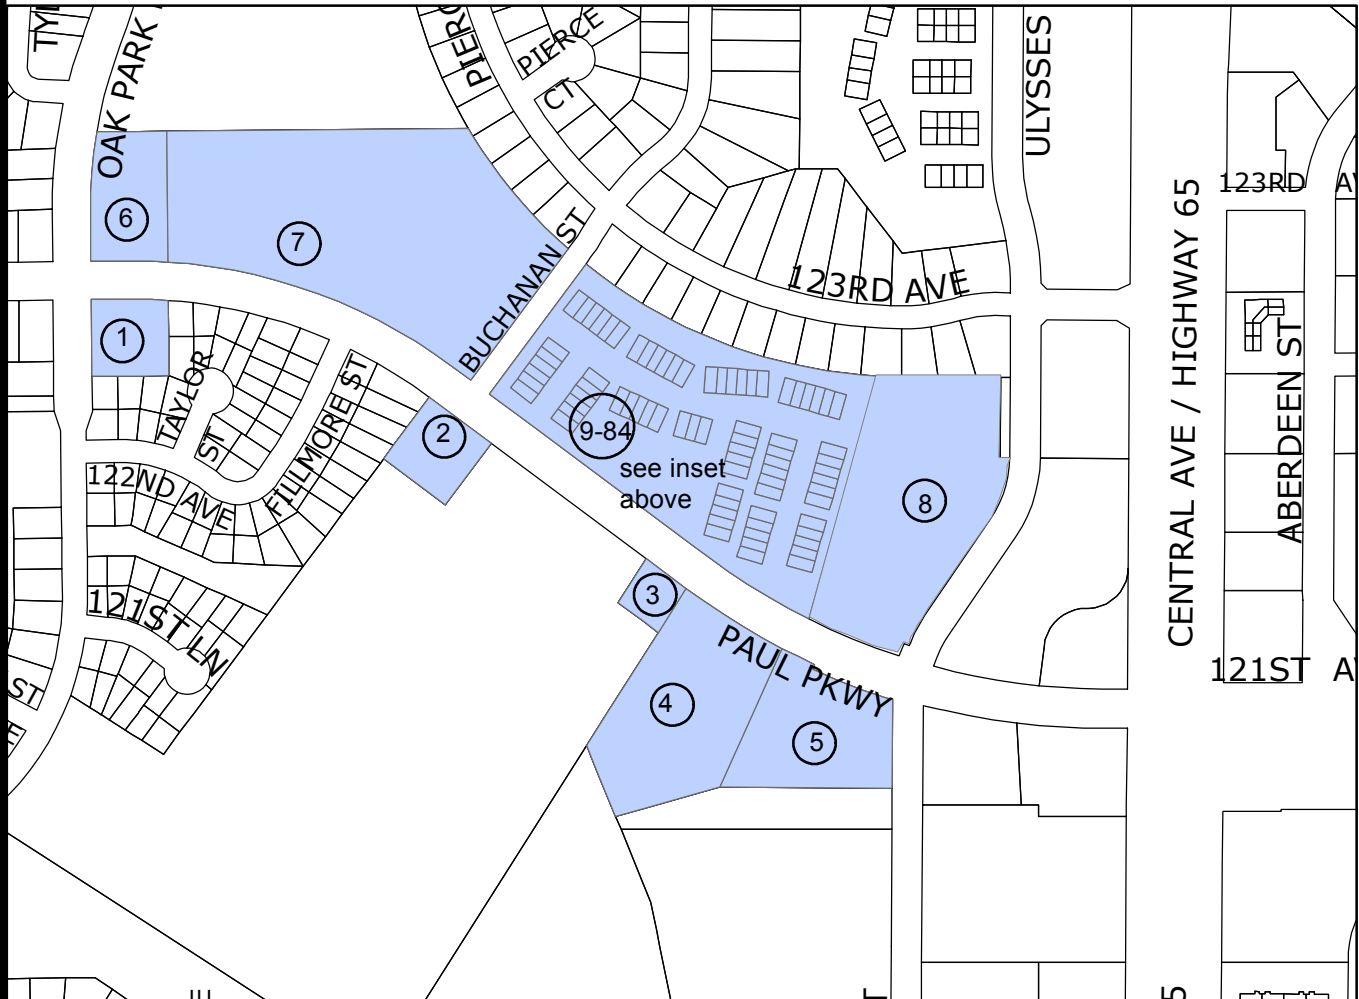 OAK PARK
PIERCE
CT
ULYSSES
123RD
6
7
BUCHANAN ST
123RD AVE
CENTRAL AVE / HIGHWAY 65
1
TAYLOR
ST
FILLMORE ST
2
9-84
see inset
above
8
ABERDEEN ST
122ND AVE
121ST LN
3
PAUL PKWY
121ST
4
5
ST